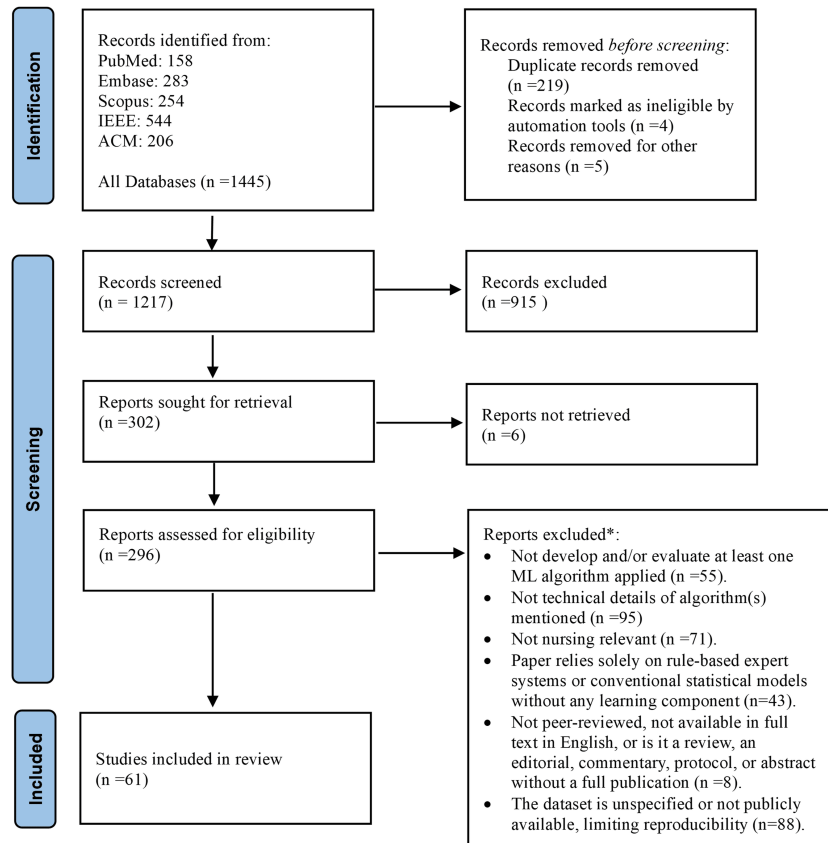 Identification
Records identified from:
PubMed: 158
Embase: 283
Scopus: 254
IEEE: 544
ACM: 206
All Databases (n =1445)
Records removed before screening:
Duplicate records removed
(n =219)
Records marked as ineligible by
automation tools (n =4)
Records removed for other
reasons (n =5)
Screening
Records screened
(n = 1217)
Records excluded
(n =915 )
Reports sought for retrieval
(n =302)
Reports not retrieved
(n =6)
Reports assessed for eligibility
(n =296)
Reports excluded*:
• Not develop and/or evaluate at least one
ML algorithm applied (n =55).
• Not technical details of algorithm(s)
mentioned (n =95)
• Not nursing relevant (n =71).
• Paper relies solely on rule-based expert
systems or conventional statistical models
without any learning component (n=43).
• Not peer-reviewed, not available in full
text in English, or is it a review, an
editorial, commentary, protocol, or abstract
without a full publication (n =8).
• The dataset is unspecified or not publicly
available, limiting reproducibility (n=88).
Included
Studies included in review
(n =61)